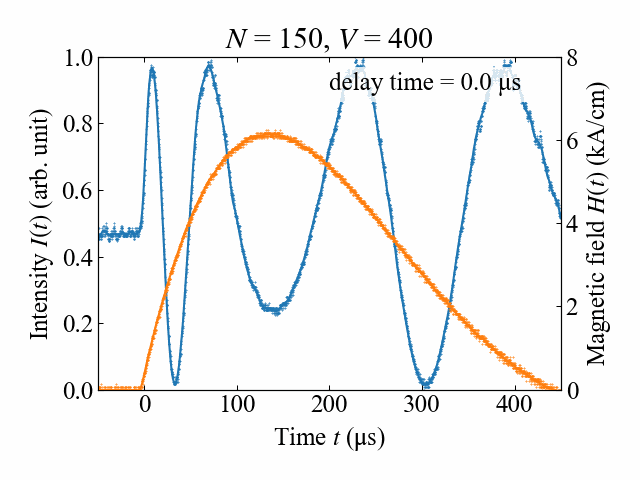 N = 150, V = 400
delay time = 0.0 μs
1.0
0.8
0.6
0.4
0.2
0.0
Intensity I(t) (arb. unit)
8
6
4
2
0
Magnetic field H(t) (kA/cm)
0 100 200 300 400
Time t (μs)